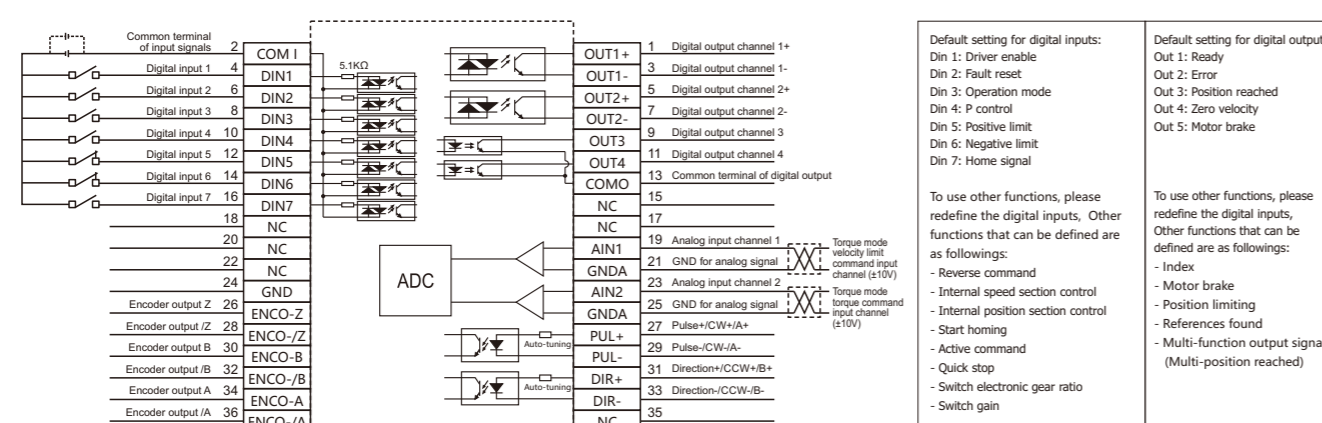 Common terminal
of input signals 2 COM I
Digital input 1 4 DIN1
Digital input 2 6 DIN2
Digital input 3 8 DIN3
Digital input 4 10 DIN4
Digital input 5 12 DIN5
Digital input 6 14 DIN6
Digital input 7 16 DIN7
18 NC
20 NC
22 NC
24 GND
Encoder output Z 26 ENCO-Z
Encoder output /Z 28 ENCO-/Z
Encoder output B 30 ENCO-B
Encoder output /B 32 ENCO-/B
Encoder output A 34 ENCO-A
Encoder output /A 36 ENCO-/A
5.1KΩ
ADC
Auto-tuning
Auto-tuning
OUT1+ 1 Digital output channel 1+
OUT1- 3 Digital output channel 1-
OUT2+ 5 Digital output channel 2+
OUT2- 7 Digital output channel 2-
OUT3 9 Digital output channel 3
OUT4 11 Digital output channel 4
COMO 13 Common terminal of digital output
NC 15
NC 17
AIN1 19 Analog input channel 1
GNDA 21 GND for analog signal
AIN2 23 Analog input channel 2
GNDA 25 GND for analog signal
PUL+ 27 Pulse+/CW+/A+
PUL- 29 Pulse-/CW-/A-
DIR+ 31 Direction+/CCW+/B+
DIR- 33 Direction-/CCW-/B-
NC 35
Torque mode
velocity limit
command input
channel (±10V)
Torque mode
torque command
input channel
(±10V)
Default setting for digital inputs:
Din 1: Driver enable
Din 2: Fault reset
Din 3: Operation mode
Din 4: P control
Din 5: Positive limit
Din 6: Negative limit
Din 7: Home signal
To use other functions, please
redefine the digital inputs, Other
functions that can be defined are
as followings:
- Reverse command
- Internal speed section control
- Internal position section control
- Start homing
- Active command
- Quick stop
- Switch electronic gear ratio
- Switch gain
Default setting for digital output
Out 1: Ready
Out 2: Error
Out 3: Position reached
Out 4: Zero velocity
Out 5: Motor brake
To use other functions, please
redefine the digital inputs,
Other functions that can be
defined are as followings:
- Index
- Motor brake
- Position limiting
- References found
- Multi-function output signa
(Multi-position reached)